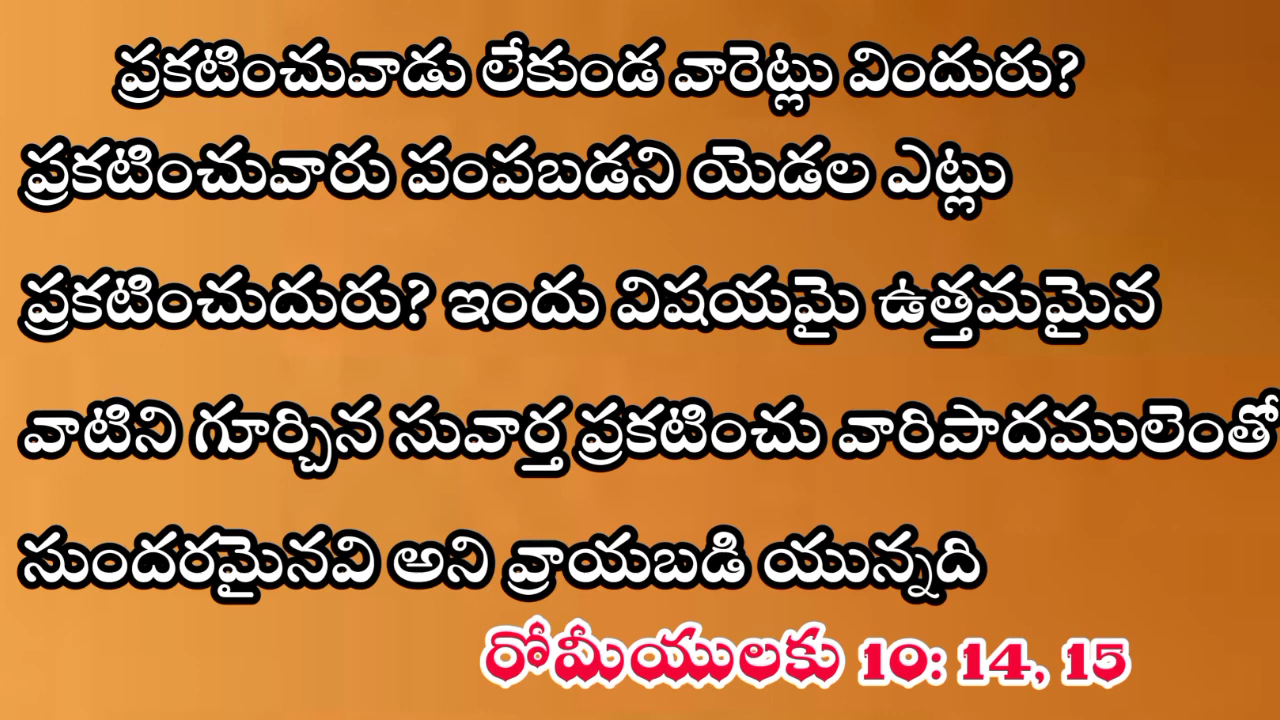 ప్రకటించువాడు లేకుండ వారెట్లు విందురు?
ప్రకటించువారు పంపబడని యెడల ఎట్లు
ప్రకటించుదురు? ఇందు విషయమై ఉత్తమమైన
వాటిని గూర్చిన సువార్త ప్రకటించు వారిపాదములెంతో
సుందరమైనవి అని వ్రాయబడి యున్నది
రోమీయులకు 10: 14, 15